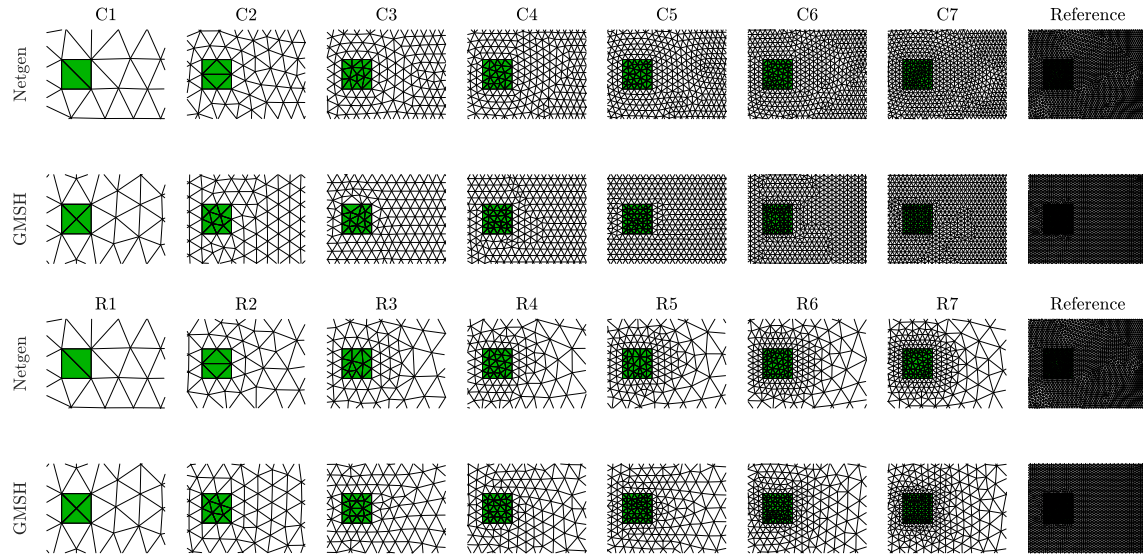 C1 C2 C3 C4 C5 C6 C7 Reference
Netgen
GMSH
R1 R2 R3 R4 R5 R6 R7 Reference
Netgen
GMSH